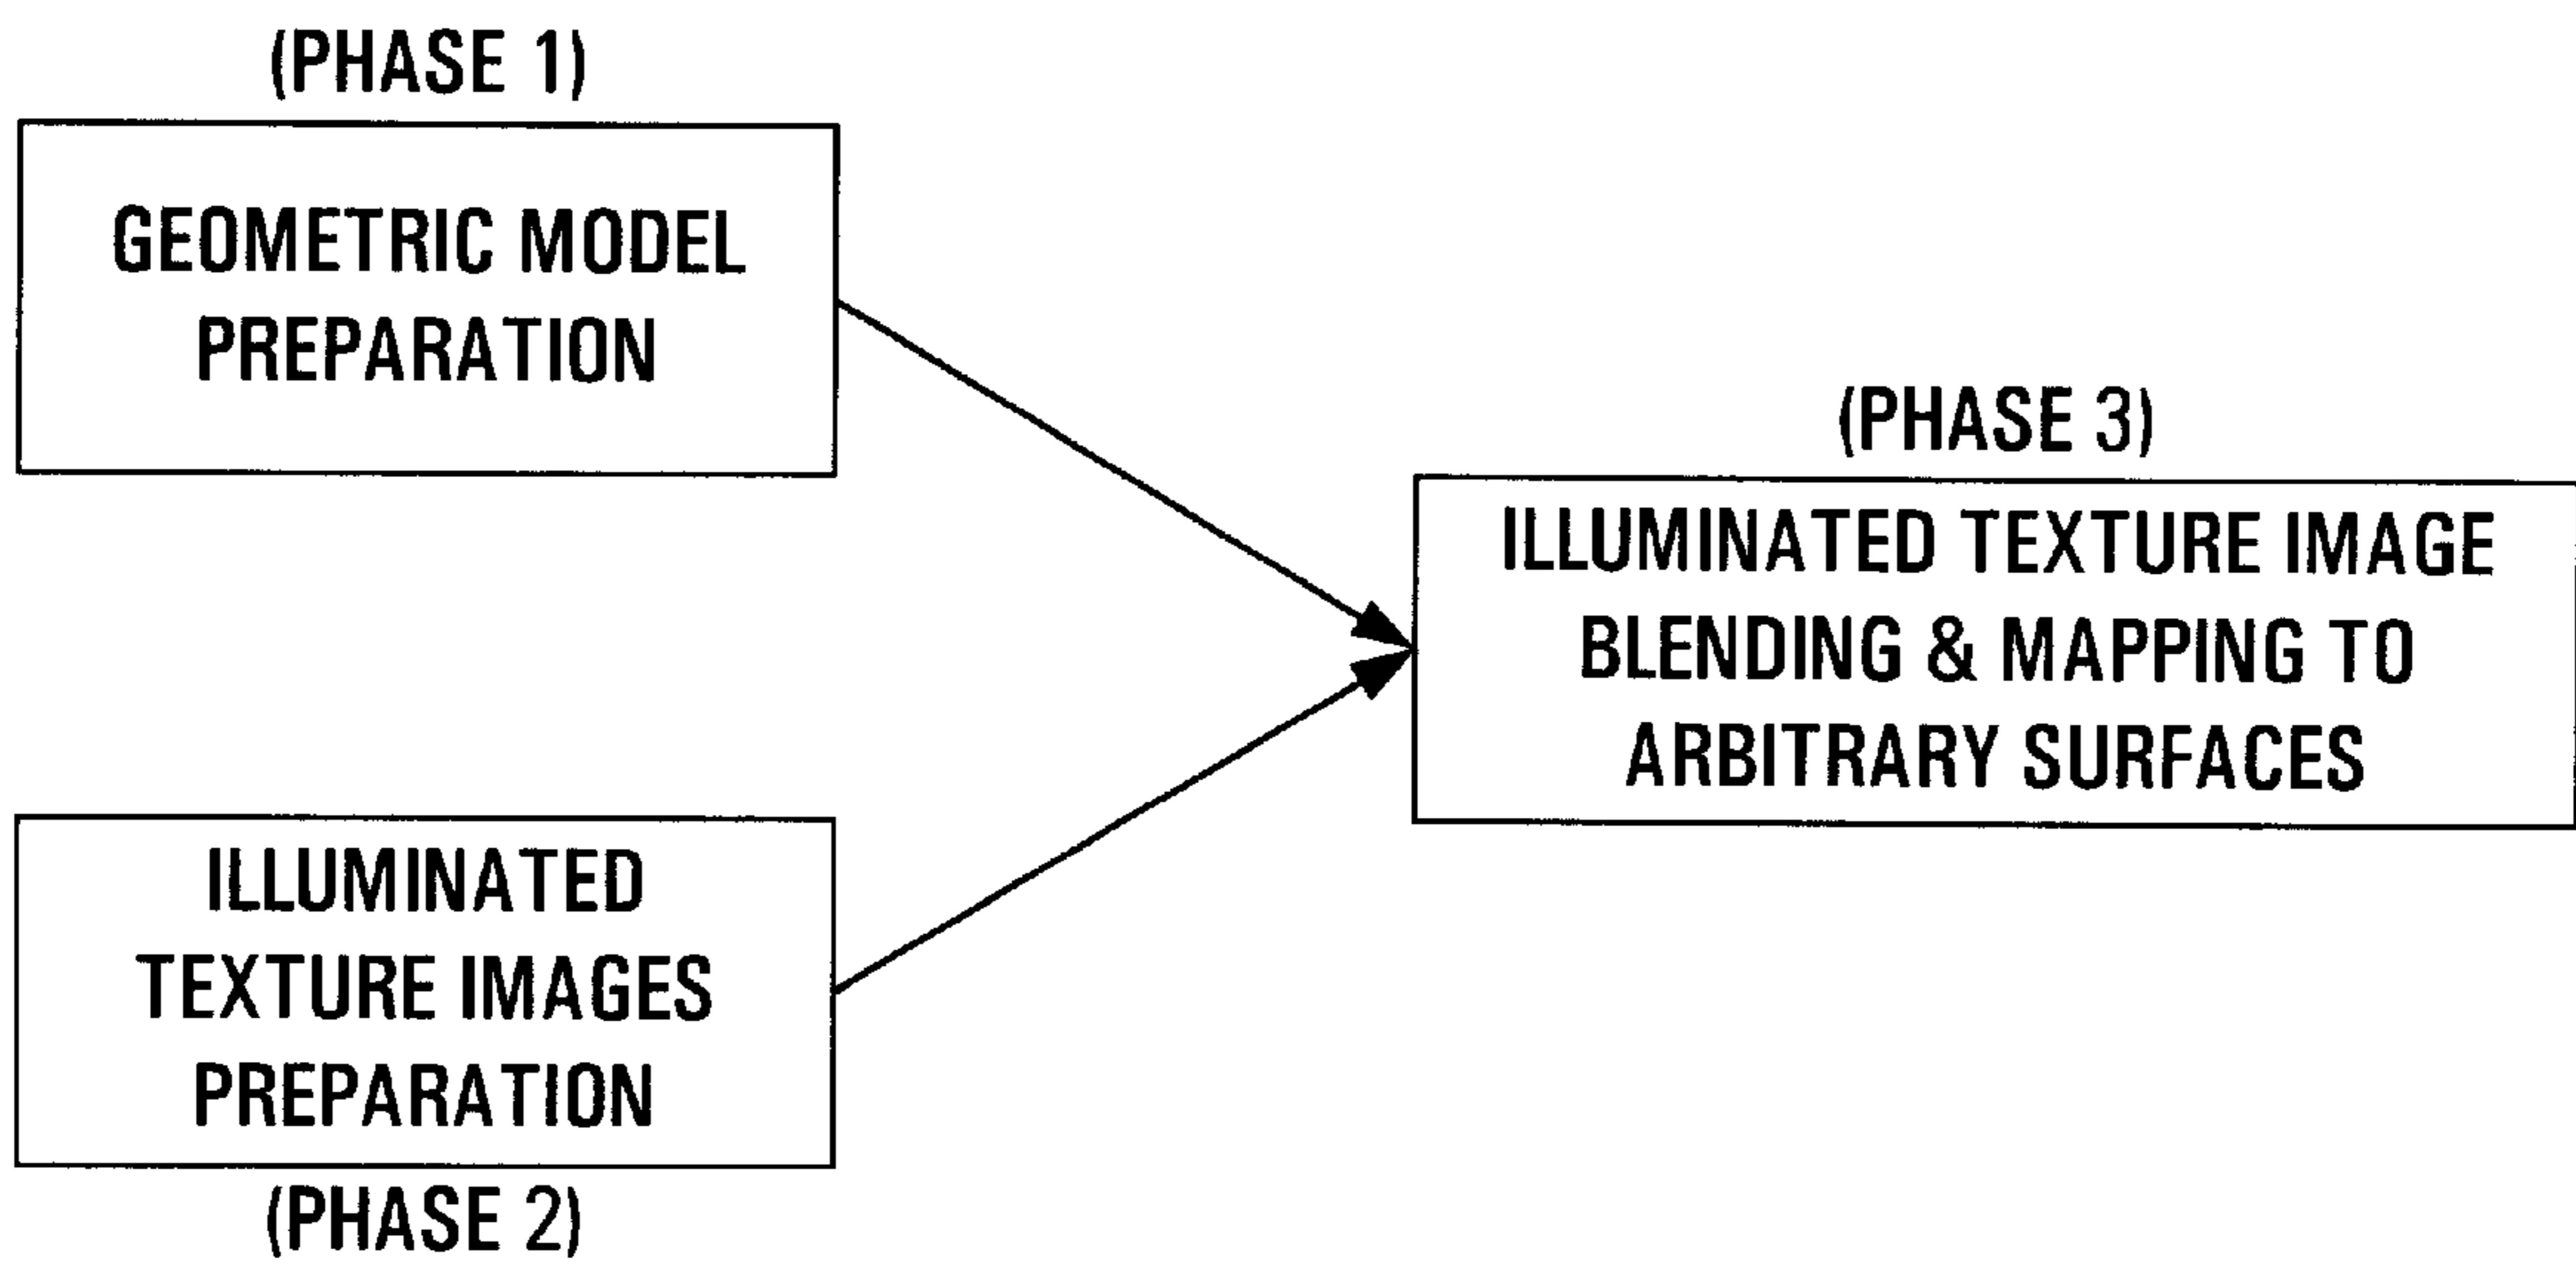 (PHASE 1)
GEOMETRIC MODEL
PREPARATION
ILLUMINATED
TEXTURE IMAGES
PREPARATION
(PHASE 2)
(PHASE 3)
ILLUMINATED TEXTURE IMAGE
BLENDING & MAPPING TO
ARBITRARY SURFACES